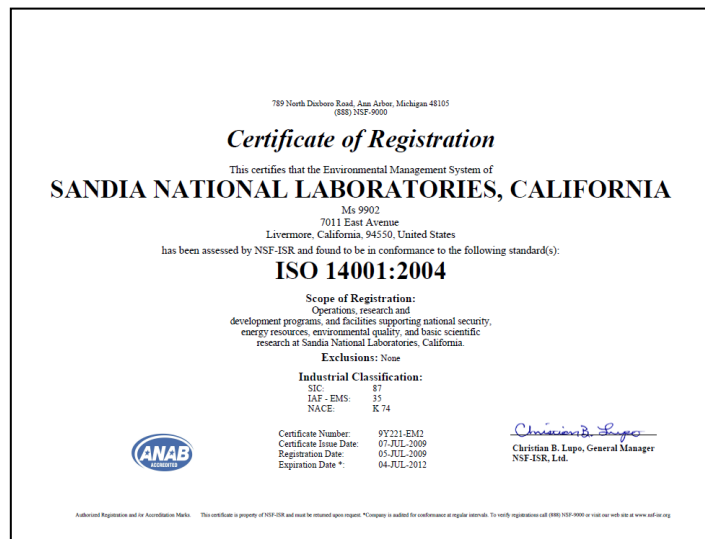 789 North Dixboro Road, Ann Arbor, Michigan 48105
(888) NSF-9000
Certificate of Registration
This certifies that the Environmental Management System of
SANDIA NATIONAL LABORATORIES, CALIFORNIA
Ms 9902
7011 East Avenue
Livermore, California, 94550, United States
has been assessed by NSF-ISR and found to be in conformance to the following standard(s):
ISO 14001:2004
Scope of Registration:
Operations, research and
development programs, and facilities supporting national security,
energy resources, environmental quality, and basic scientific
research at Sandia National Laboratories, California.
Exclusions: None
Industrial Classification:
SIC: 87
IAF - EMS: 35
NACE: K 74
Certificate Number: 9Y221-EM2
Certificate Issue Date: 07-JUL-2009
Registration Date: 05-JUL-2009
Expiration Date *: 04-JUL-2012
ANAB
ACCREDITED
Christian B. Lupo
Christian B. Lupo, General Manager
NSF-ISR, Ltd.
Authorized Registration and /or Accreditation Marks. This certificate is property of NSF-ISR and must be returned upon request. *Company is audited for conformance at regular intervals. To verify registrations call (888) NSF-9000 or visit our web site at www.nsf-isr.org